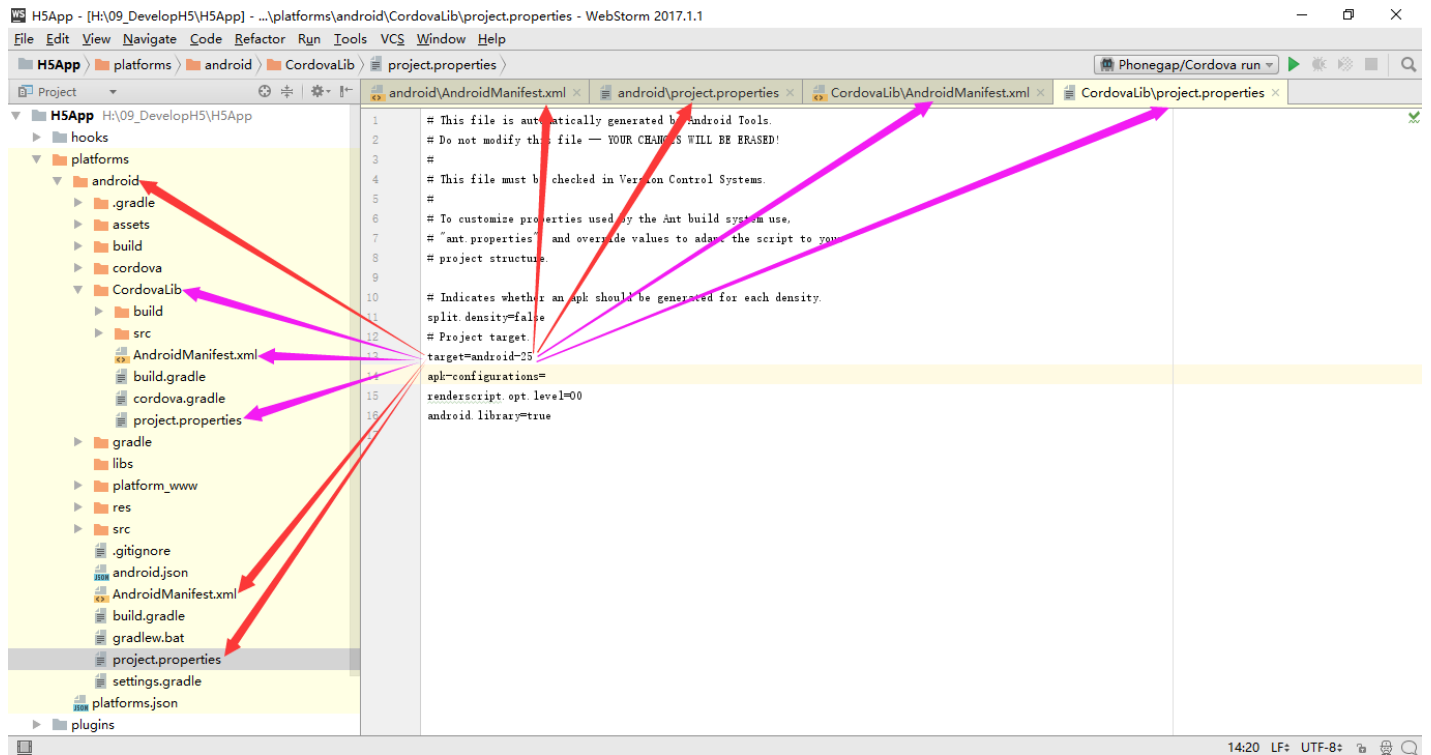 H5App - [H:\09_DevelopH5\H5App] - ...\platforms\android\CordovaLib\project.properties - WebStorm 2017.1.1
File Edit View Navigate Code Refactor Run Tools VCS Window Help
H5App platforms android CordovaLib project.properties Phonegap/Cordova run
Project
android\AndroidManifest.xml android\project.properties CordovaLib\AndroidManifest.xml CordovaLib\project.properties
H5App H:\09_DevelopH5\H5App
hooks
platforms
android
.gradle
assets
build
cordova
CordovaLib
build
src
AndroidManifest.xml
build.gradle
cordova.gradle
project.properties
gradle
libs
platform_www
res
src
.gitignore
android.json
AndroidManifest.xml
build.gradle
gradlew.bat
project.properties
settings.gradle
platforms.json
plugins
1 # This file is automatically generated by Android Tools.
2 # Do not modify this file -- YOUR CHANGES WILL BE ERASED!
3 #
4 # This file must be checked in Version Control Systems.
5 #
6 # To customize properties used by the Ant build system use,
7 # "ant.properties", and override values to adapt the script to your
8 # project structure.
9
10 # Indicates whether an apk should be generated for each density.
11 split.density=false
12 # Project target.
13 target=android-25
14 apk-configurations=
15 renderscript.opt.level=O0
16 android.library=true
17
14:20 LF UTF-8